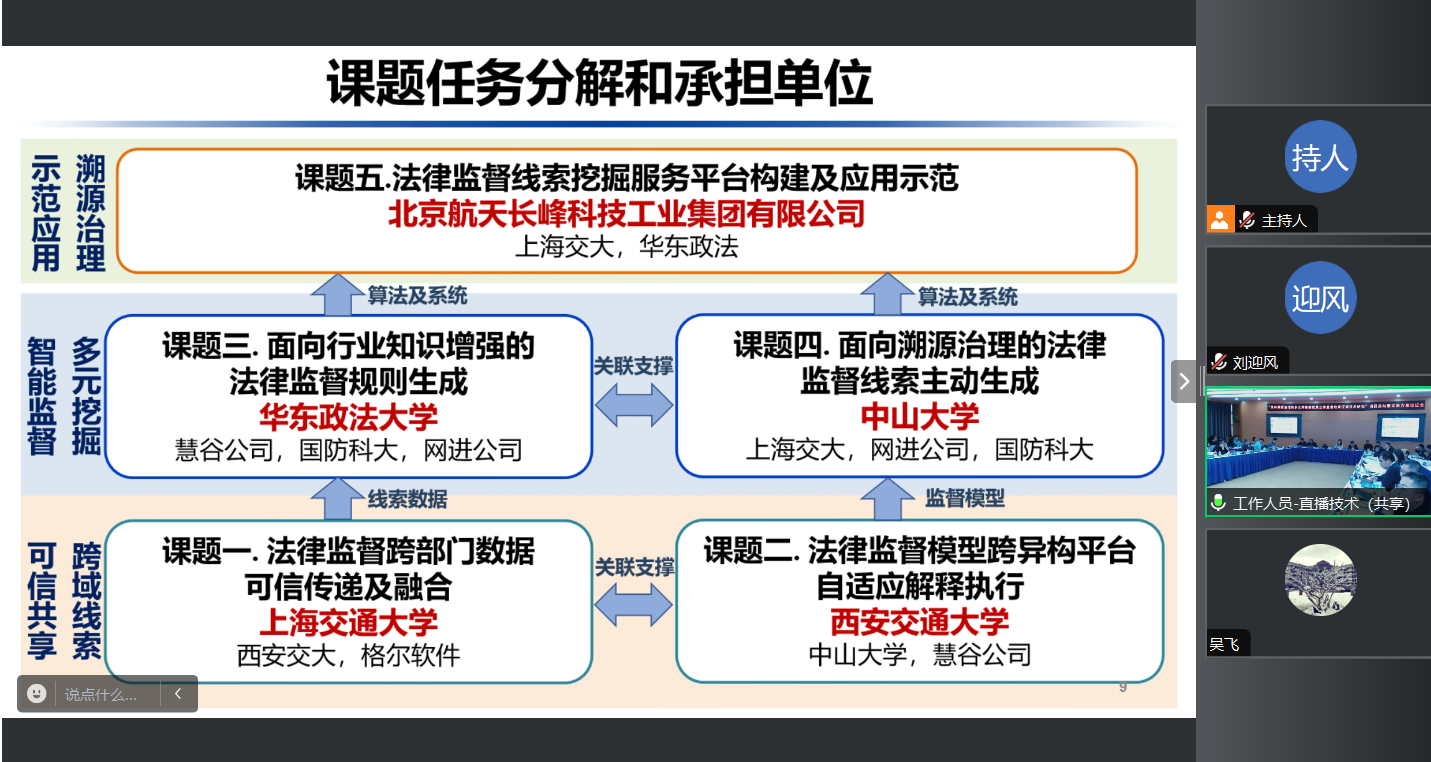 课题任务分解和承担单位
示范应用
溯源治理
课题五.法律监督线索挖掘服务平台构建及应用示范
北京航天长峰科技工业集团有限公司
上海交大，华东政法
算法及系统
算法及系统
智能监督
多元挖掘
课题三. 面向行业知识增强的
法律监督规则生成
华东政法大学
慧谷公司，国防科大，网进公司
关联支撑
课题四. 面向溯源治理的法律
监督线索主动生成
中山大学
上海交大，网进公司，国防科大
线索数据
监督模型
可信共享
跨域线索
课题一. 法律监督跨部门数据
可信传递及融合
上海交通大学
西安交大，格尔软件
关联支撑
课题二. 法律监督模型跨异构平台
自适应解释执行
西安交通大学
中山大学，慧谷公司
9
说点什么...
持人
主持人
迎风
刘迎风
工作人员-直播技术（共享）
吴飞